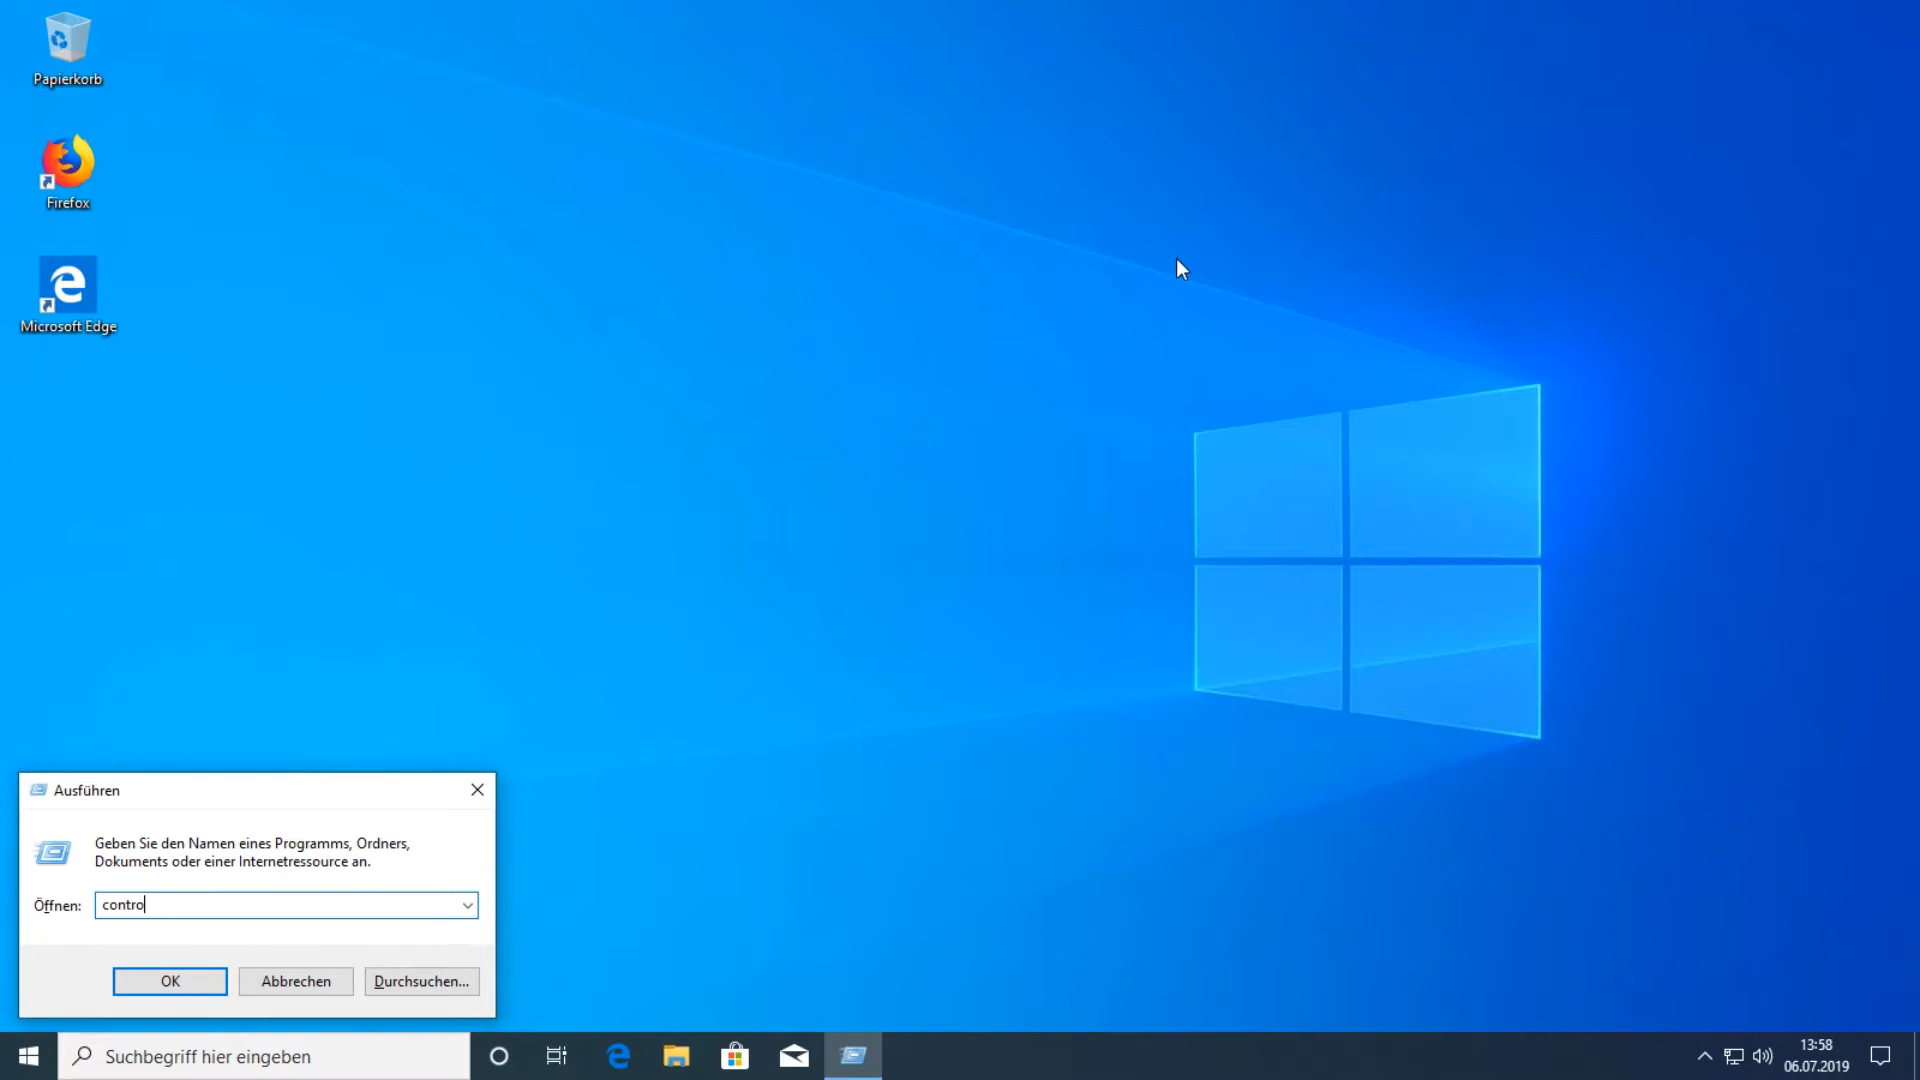 Papierkorb
Firefox
Microsoft Edge
Ausführen
Geben Sie den Namen eines Programms, Ordners,
Dokuments oder einer Internetressource an.
Öffnen: contro
OK Abbrechen Durchsuchen...
Suchbegriff hier eingeben
13:58
06.07.2019